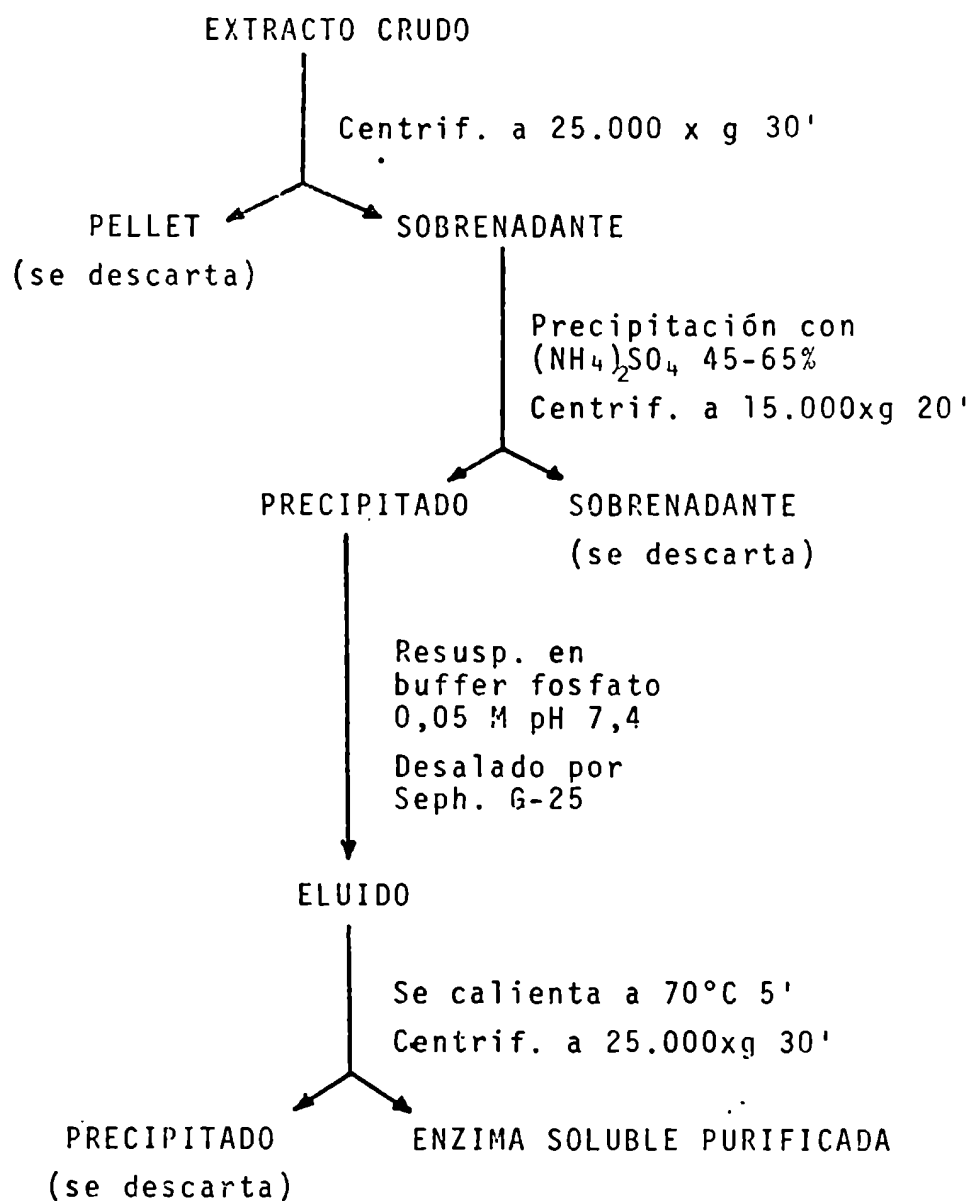 EXTRACTO CRUDO
Centrif. a 25.000 x g 30'
PELLET
(se descarta)
SOBRENADANTE
Precipitación con
(NH₄)₂SO₄ 45-65%
Centrif. a 15.000xg 20'
PRECIPITADO
SOBRENADANTE
(se descarta)
Resusp. en
buffer fosfato
0,05 M pH 7,4
Desalado por
Seph. G-25
ELUIDO
Se calienta a 70°C 5'
Centrif. a 25.000xg 30'
PRECIPITADO
(se descarta)
ENZIMA SOLUBLE PURIFICADA